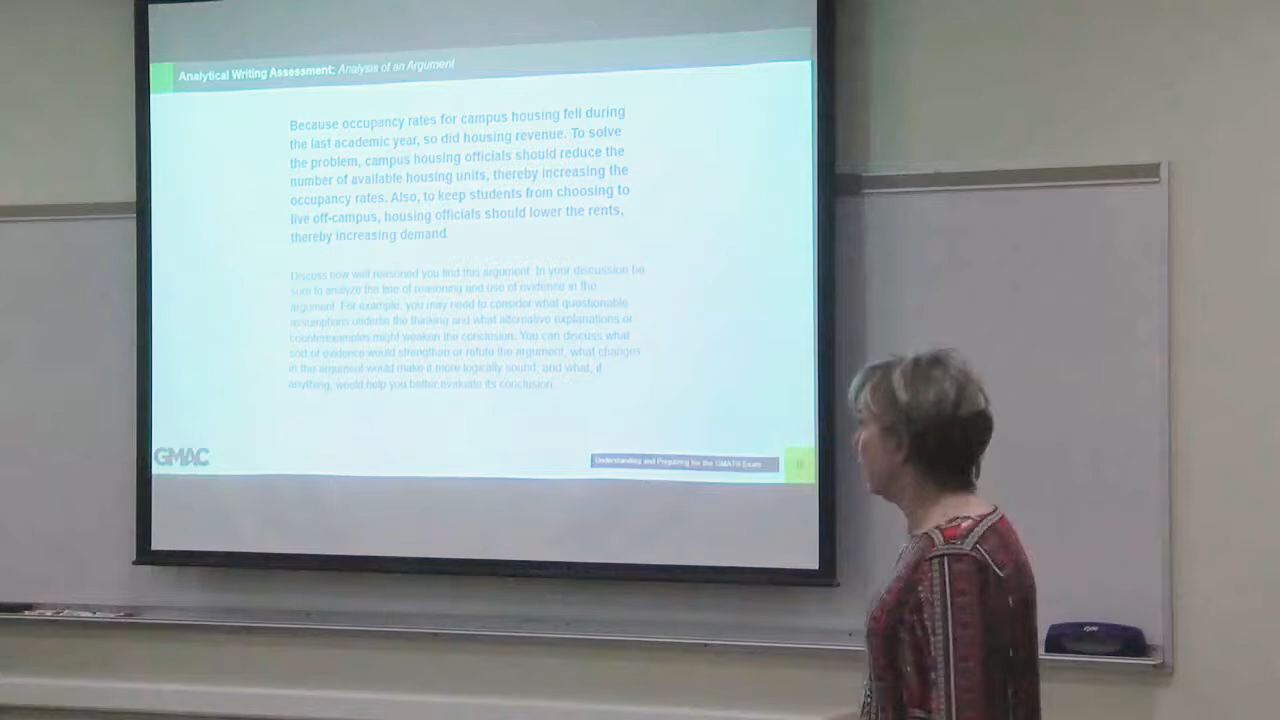 Analytical Writing Assessment: Analysis of an Argument
Because occupancy rates for campus housing fell during
the last academic year, so did housing revenue. To solve
the problem, campus housing officials should reduce the
number of available housing units, thereby increasing the
occupancy rates. Also, to keep students from choosing to
live off-campus, housing officials should lower the rents,
thereby increasing demand.
Discuss how well reasoned you find this argument. In your discussion be
sure to analyze the line of reasoning and use of evidence in the
argument. For example, you may need to consider what questionable
assumptions underlie the thinking and what alternative explanations or
counterexamples might weaken the conclusion. You can discuss what
sort of evidence would strengthen or refute the argument, what changes
in the argument would make it more logically sound, and what, if
anything, would help you better evaluate its conclusion.
GMAC
Understanding and Preparing for the GMAT® Exam